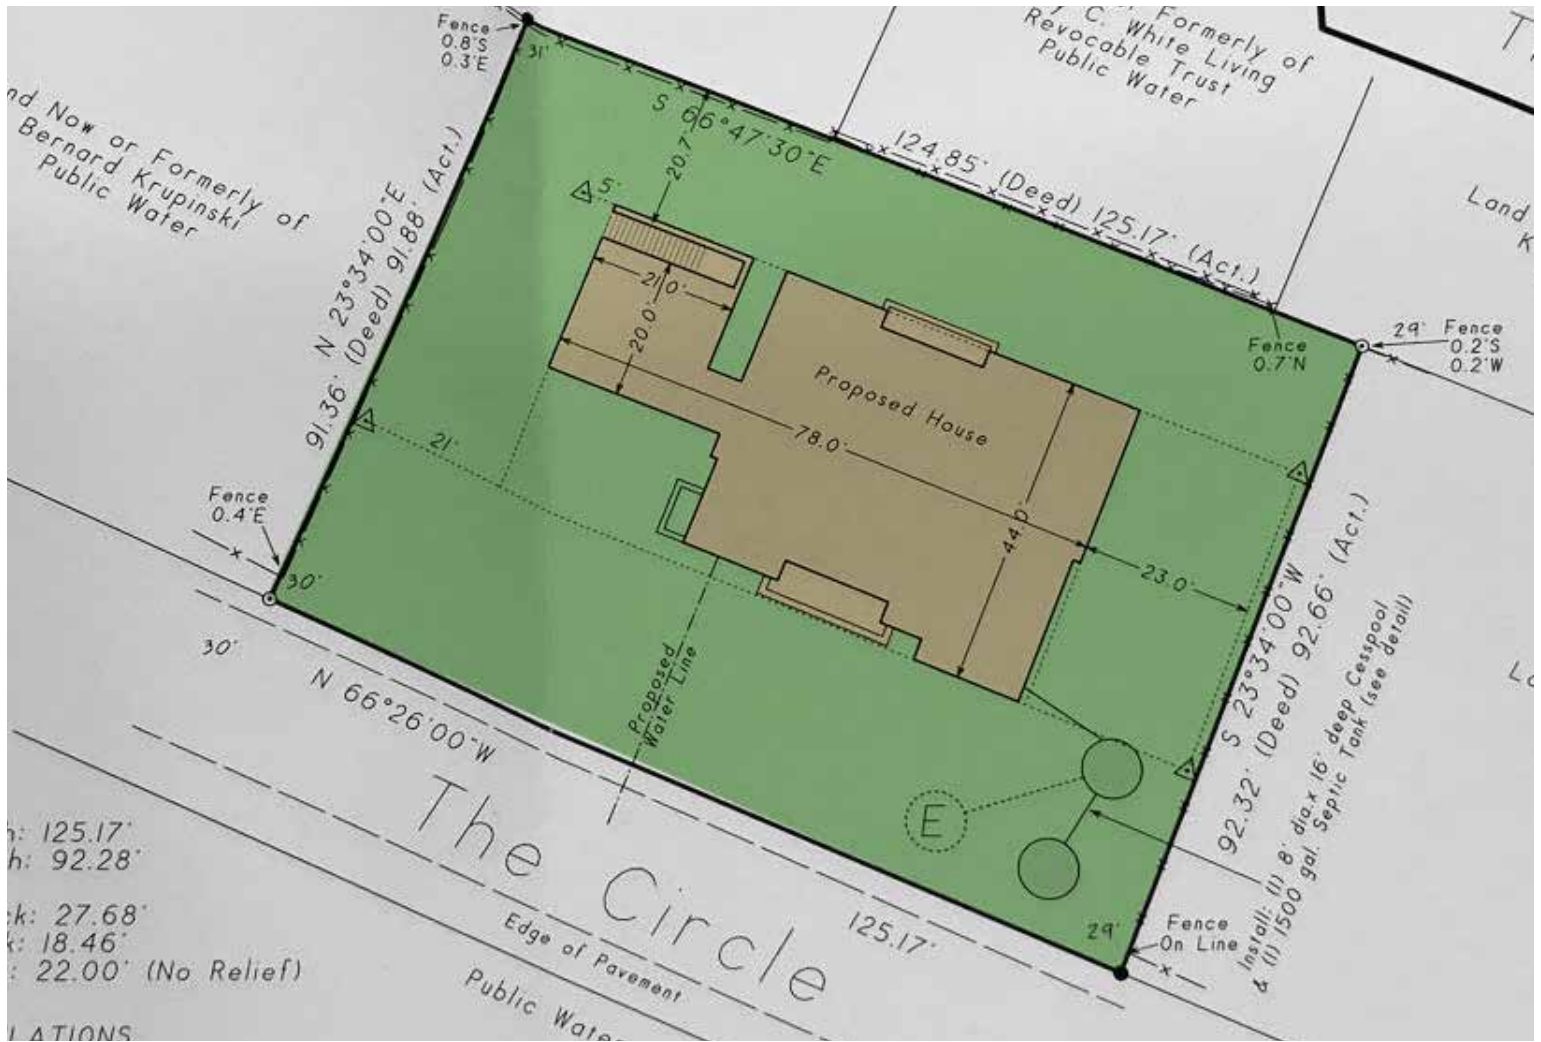 Fence
0.8'S
0.3'E
31'
Formerly of
C. White Living
Revocable Trust
Public Water
nd Now or Formerly of
Bernard Krupinski
Public Water
S 66°47'30"E
124.85' (Deed) 125.17' (Act.)
Land
K
20.7'
5'
N 23°34'00"E
91.36' (Deed) 91.88' (Act.)
21.0'
20.0'
Proposed House
78.0'
44.0'
23.0'
Fence
0.7'N
29'
Fence
0.2'S
0.2'W
21'
Fence
0.4'E
30'
30'
N 66°26'00"W
Proposed
Water Line
S 23°34'00"W
92.32' (Deed) 92.66' (Act.)
Install: (1) 8' dia.x 16' deep Cesspool
& (1) 1500 gal. Septic Tank (see detail)
E
29'
Fence
On Line
The Circle
125.17'
Edge of Pavement
Public Wate
h: 125.17'
h: 92.28'
ck: 27.68'
k: 18.46'
: 22.00' (No Relief)
LATIONS